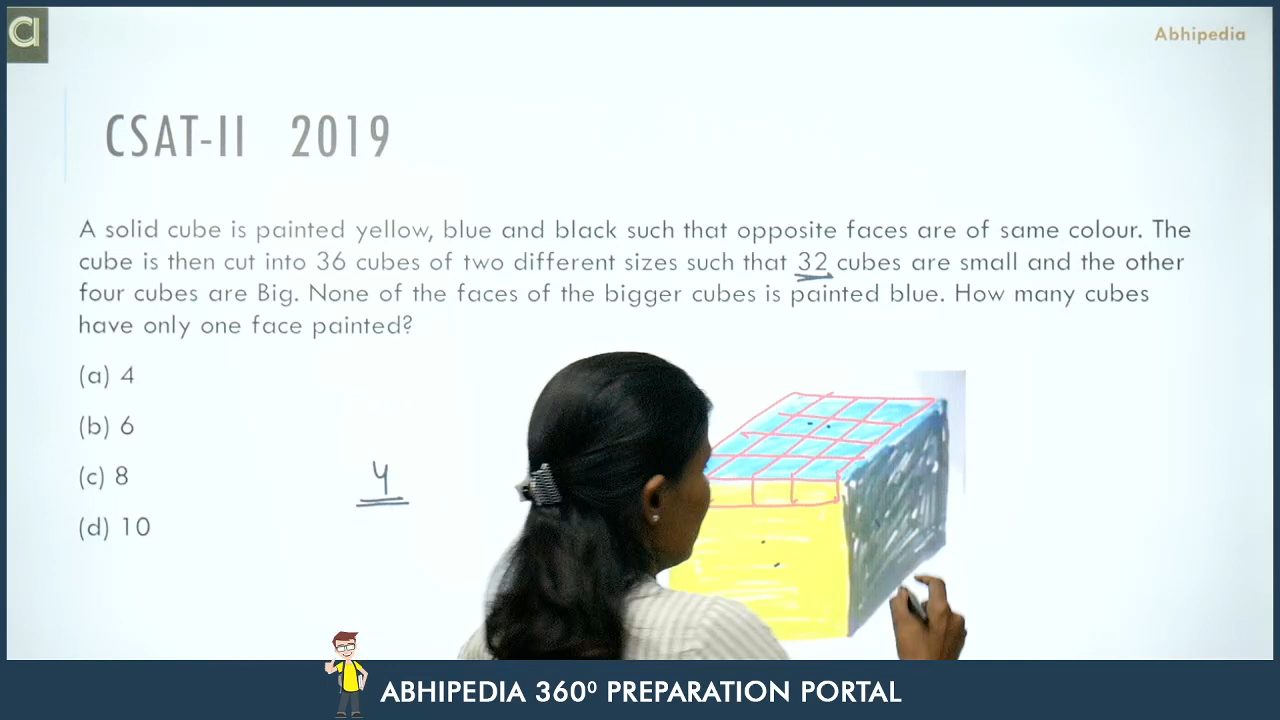 a
Abhipedia
CSAT-II 2019
A solid cube is painted yellow, blue and black such that opposite faces are of same colour. The
cube is then cut into 36 cubes of two different sizes such that 32 cubes are small and the other
four cubes are Big. None of the faces of the bigger cubes is painted blue. How many cubes
have only one face painted?
(a) 4
(b) 6
(c) 8
(d) 10
4
ABHIPEDIA 360⁰ PREPARATION PORTAL